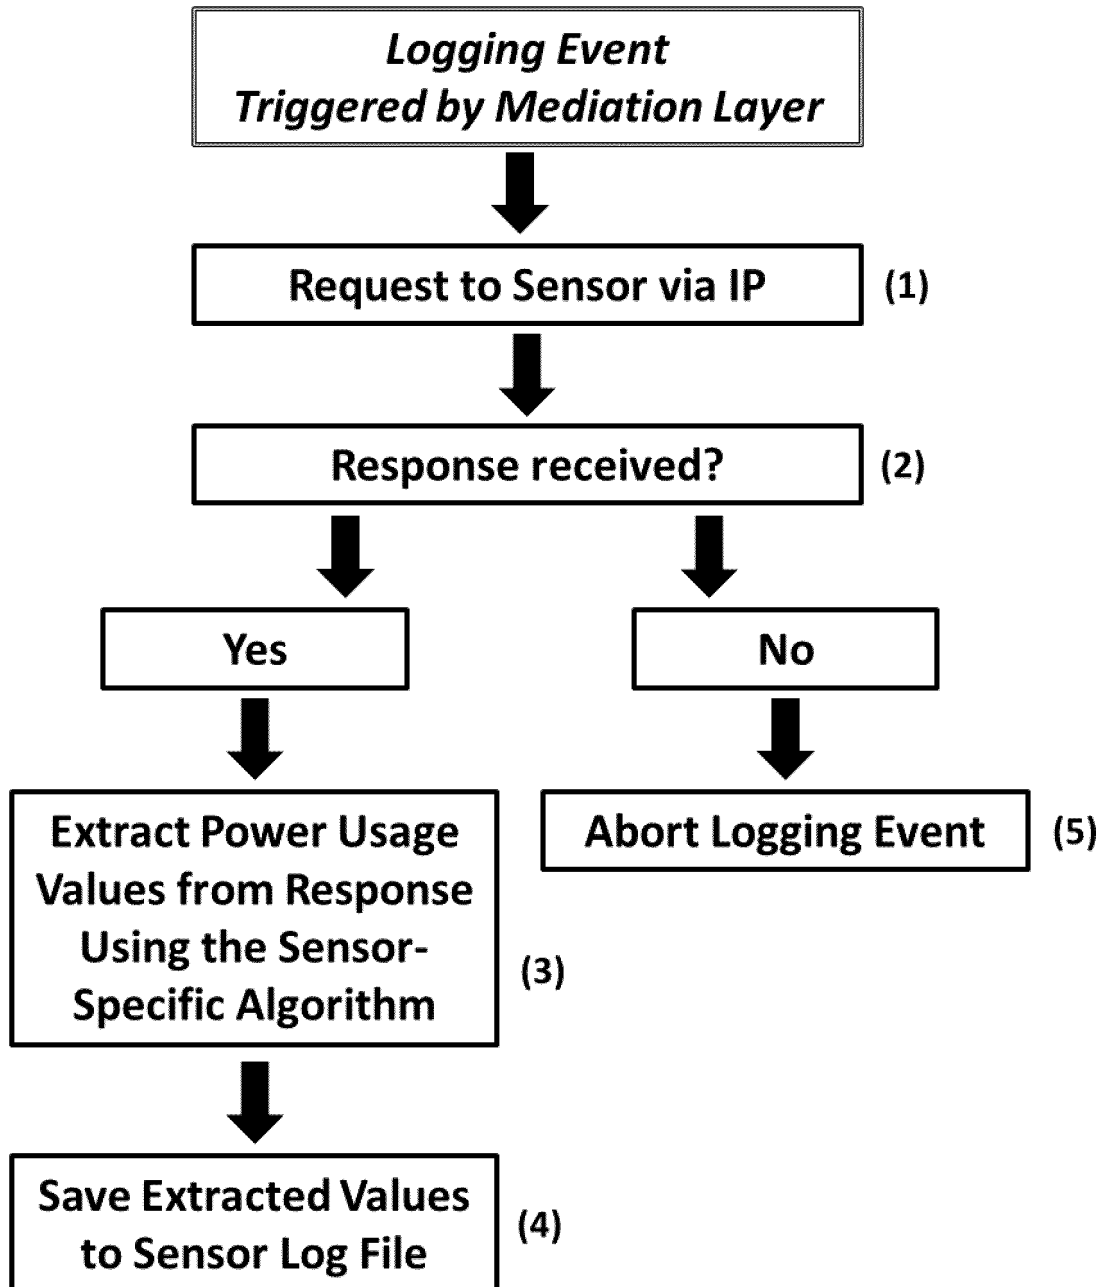 Logging Event
Triggered by Mediation Layer
Request to Sensor via IP
(1)
Response received?
(2)
Yes
No
Extract Power Usage
Values from Response
Using the Sensor-
Specific Algorithm
(3)
Abort Logging Event
(5)
Save Extracted Values
to Sensor Log File
(4)